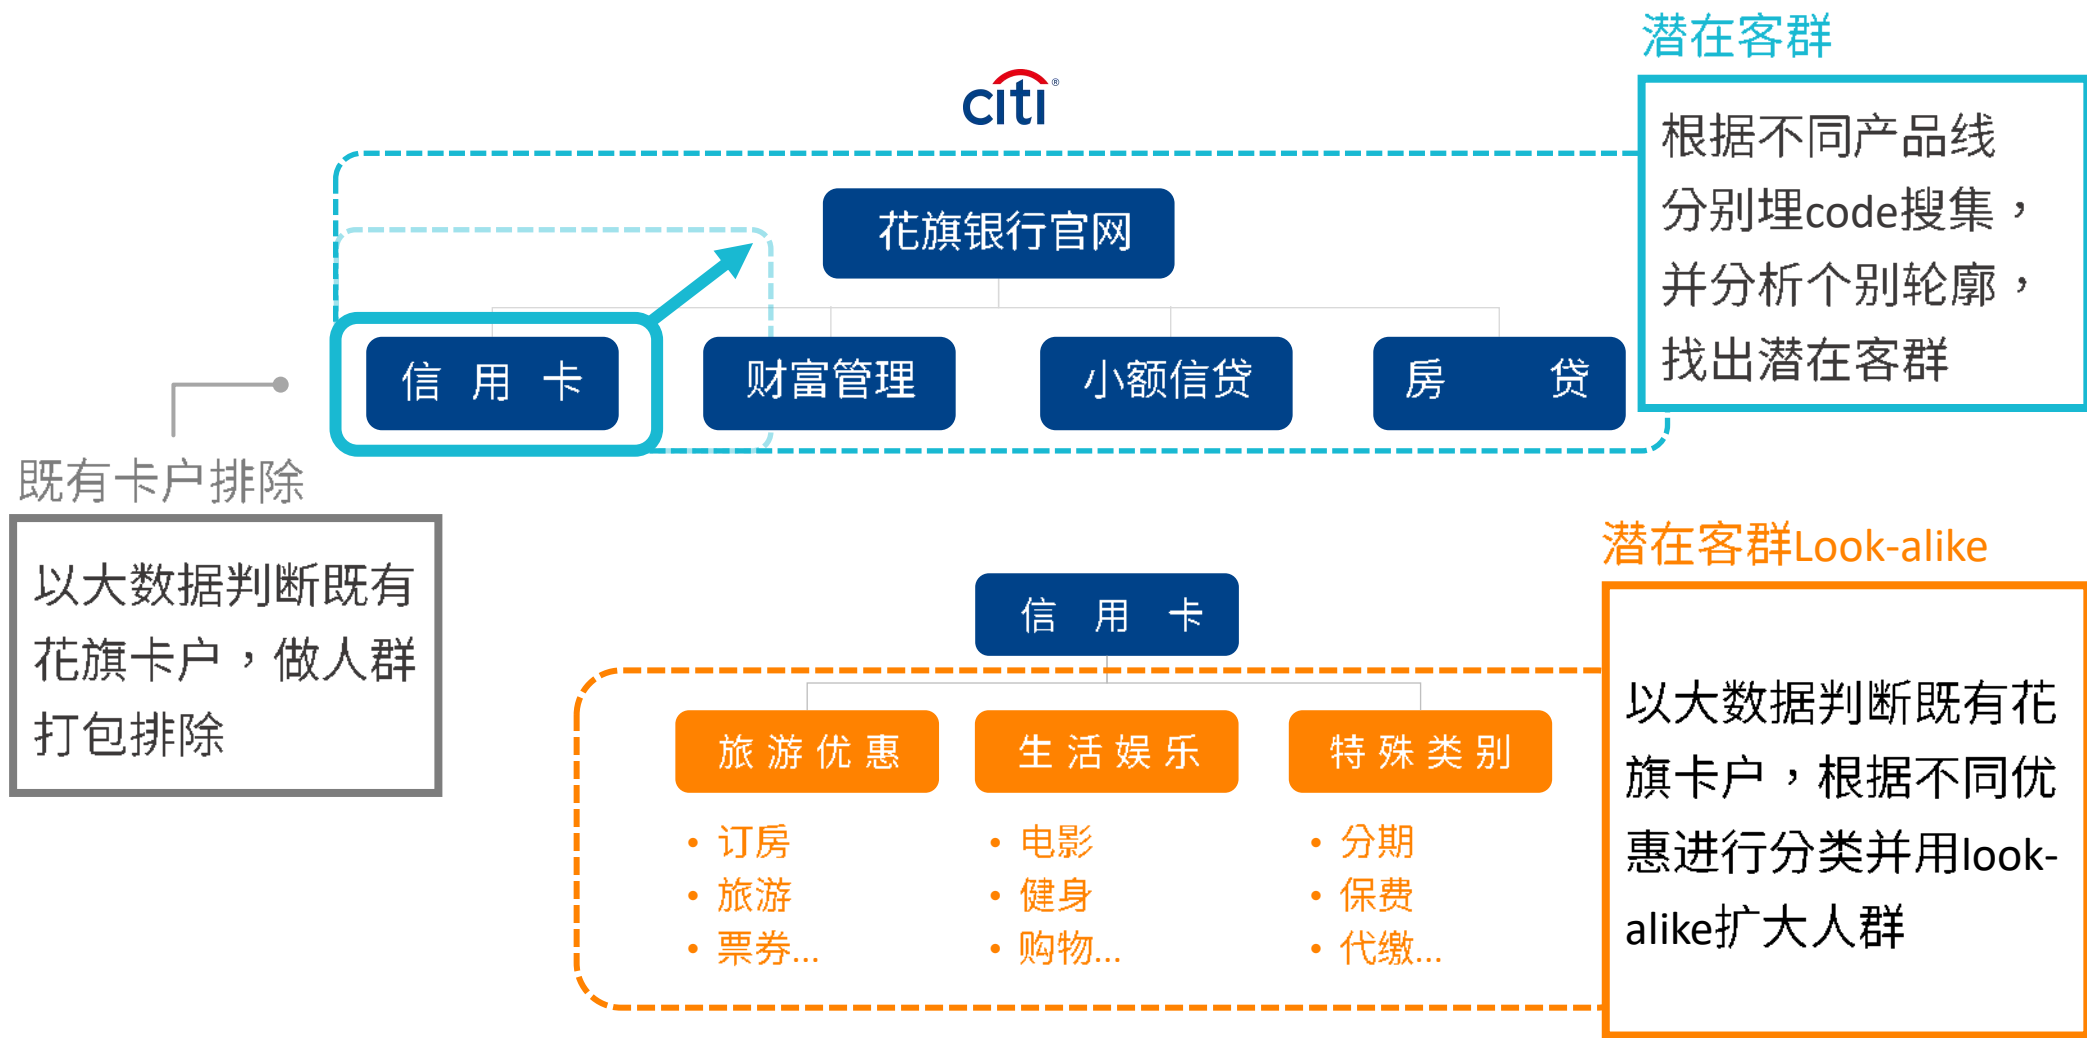 潜在客群
citi®
根据不同产品线
分别埋code搜集，
并分析个别轮廓，
找出潜在客群
花旗银行官网
信用卡
财富管理
小额信贷
房贷
既有卡户排除
以大数据判断既有
花旗卡户，做人群
打包排除
潜在客群Look-alike
信用卡
以大数据判断既有花
旗卡户，根据不同优
惠进行分类并用look-
alike扩大人群
旅游优惠
• 订房
• 旅游
• 票券...
生活娱乐
• 电影
• 健身
• 购物...
特殊类别
• 分期
• 保费
• 代缴...